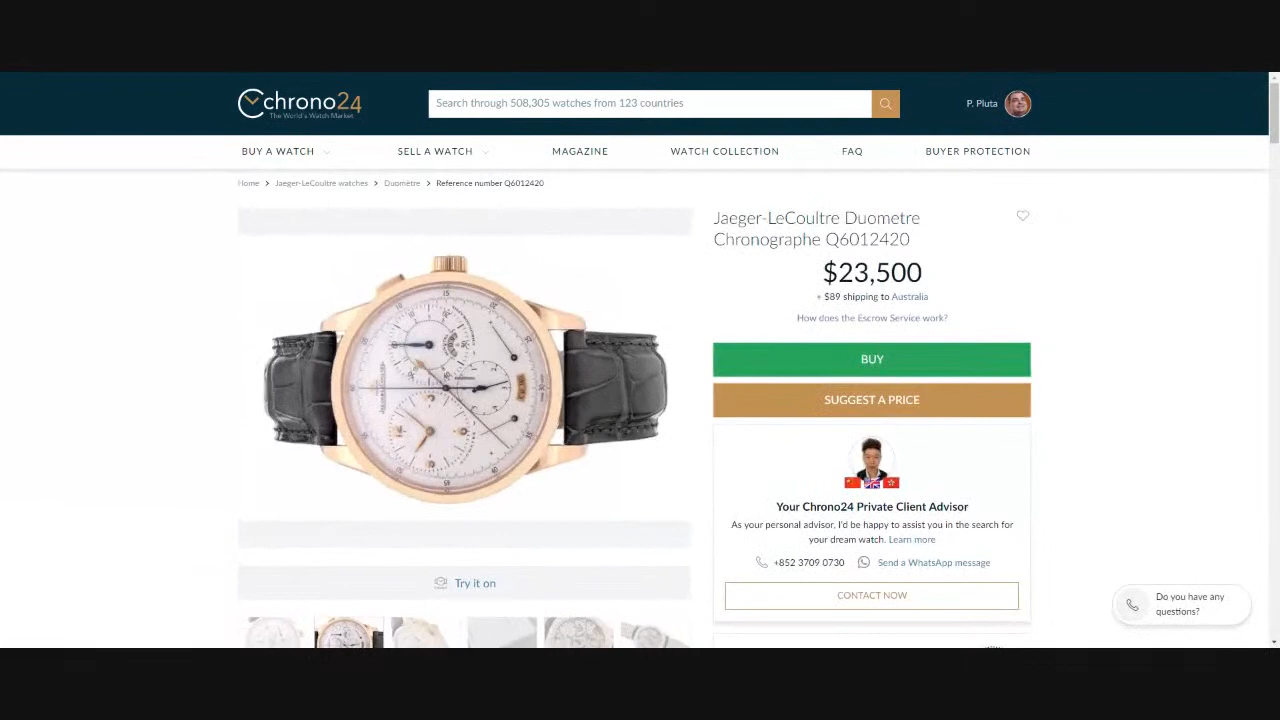 chrono24
The World's Watch Market
Search through 508,305 watches from 123 countries
P. Pluta
BUY A WATCH
SELL A WATCH
MAGAZINE
WATCH COLLECTION
FAQ
BUYER PROTECTION
Home > Jaeger-LeCoultre watches > Duomètre > Reference number Q6012420
Jaeger-LeCoultre Duometre
Chronographe Q6012420
$23,500
+ $89 shipping to Australia
How does the Escrow Service work?
BUY
SUGGEST A PRICE
Your Chrono24 Private Client Advisor
As your personal advisor, I'd be happy to assist you in the search for
your dream watch. Learn more
+852 3709 0730
Send a WhatsApp message
CONTACT NOW
Try it on
Do you have any
questions?